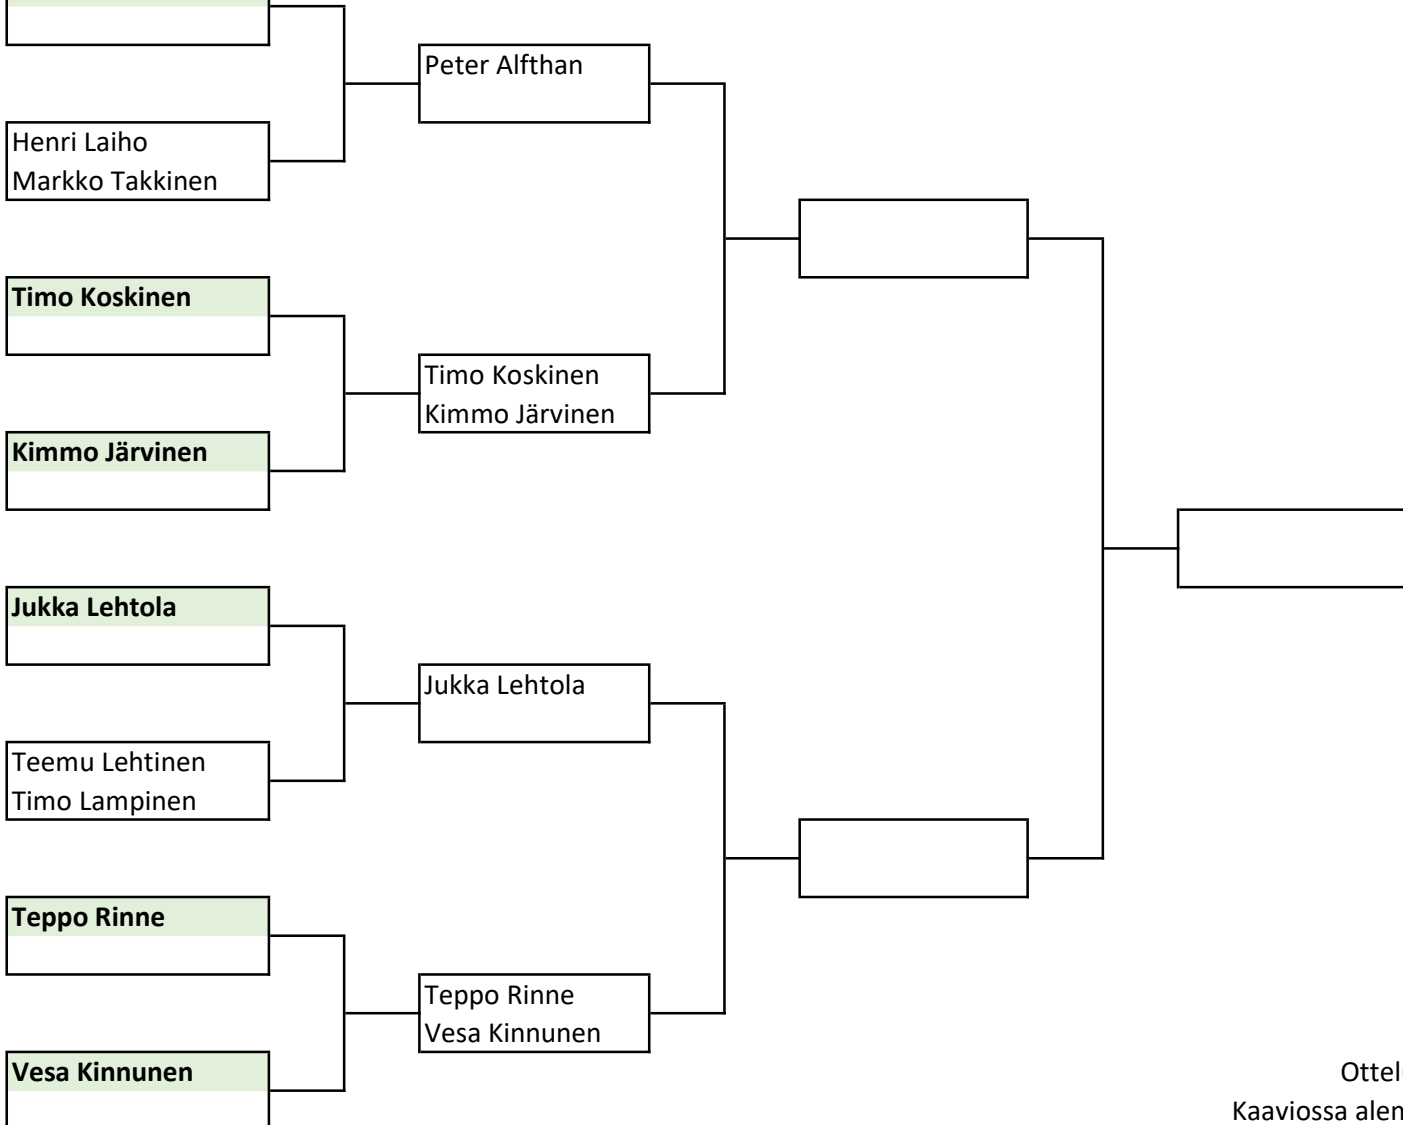 Peter Alfthan
Henri Laiho
Markko Takkinen
Timo Koskinen
Timo Koskinen
Kimmo Järvinen
Kimmo Järvinen
Jukka Lehtola
Jukka Lehtola
Teemu Lehtinen
Timo Lampinen
Teppo Rinne
Teppo Rinne
Vesa Kinnunen
Vesa Kinnunen
Kaaviossa